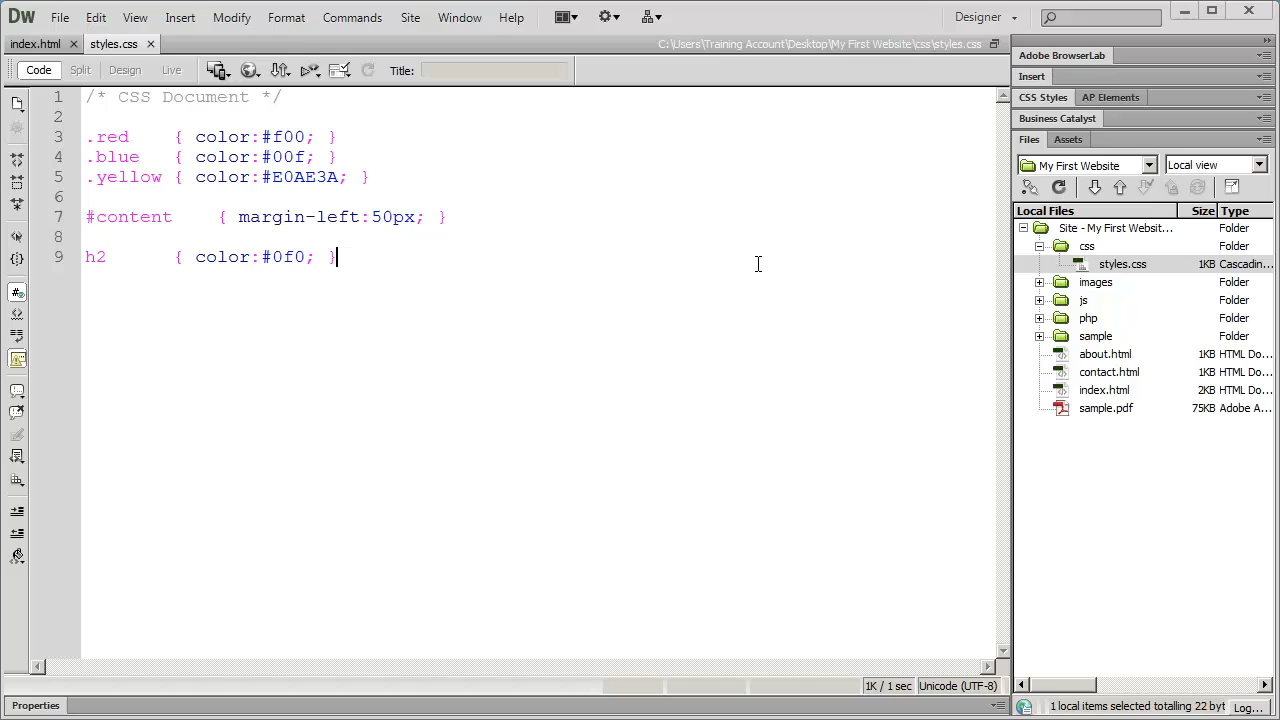 Dw File Edit View Insert Modify Format Commands Site Window Help Designer
index.html styles.css C:\Users\Training Account\Desktop\My First Website\css\styles.css
Code Split Design Live Title:
1 /* CSS Document */
2
3 .red { color:#f00; }
4 .blue { color:#00f; }
5 .yellow { color:#E0AE3A; }
6
7 #content { margin-left:50px; }
8
9 h2 { color:#0f0; }
1K / 1 sec Unicode (UTF-8)
Properties
Adobe BrowserLab
Insert
CSS Styles AP Elements
Business Catalyst
Files Assets
My First Website Local view
Local Files Size Type
Site - My First Websit... Folder
css Folder
styles.css 1KB Cascadin...
images Folder
js Folder
php Folder
sample Folder
about.html 1KB HTML Do...
contact.html 1KB HTML Do...
index.html 2KB HTML Do...
sample.pdf 75KB Adobe A...
1 local items selected totalling 22 byt Log...